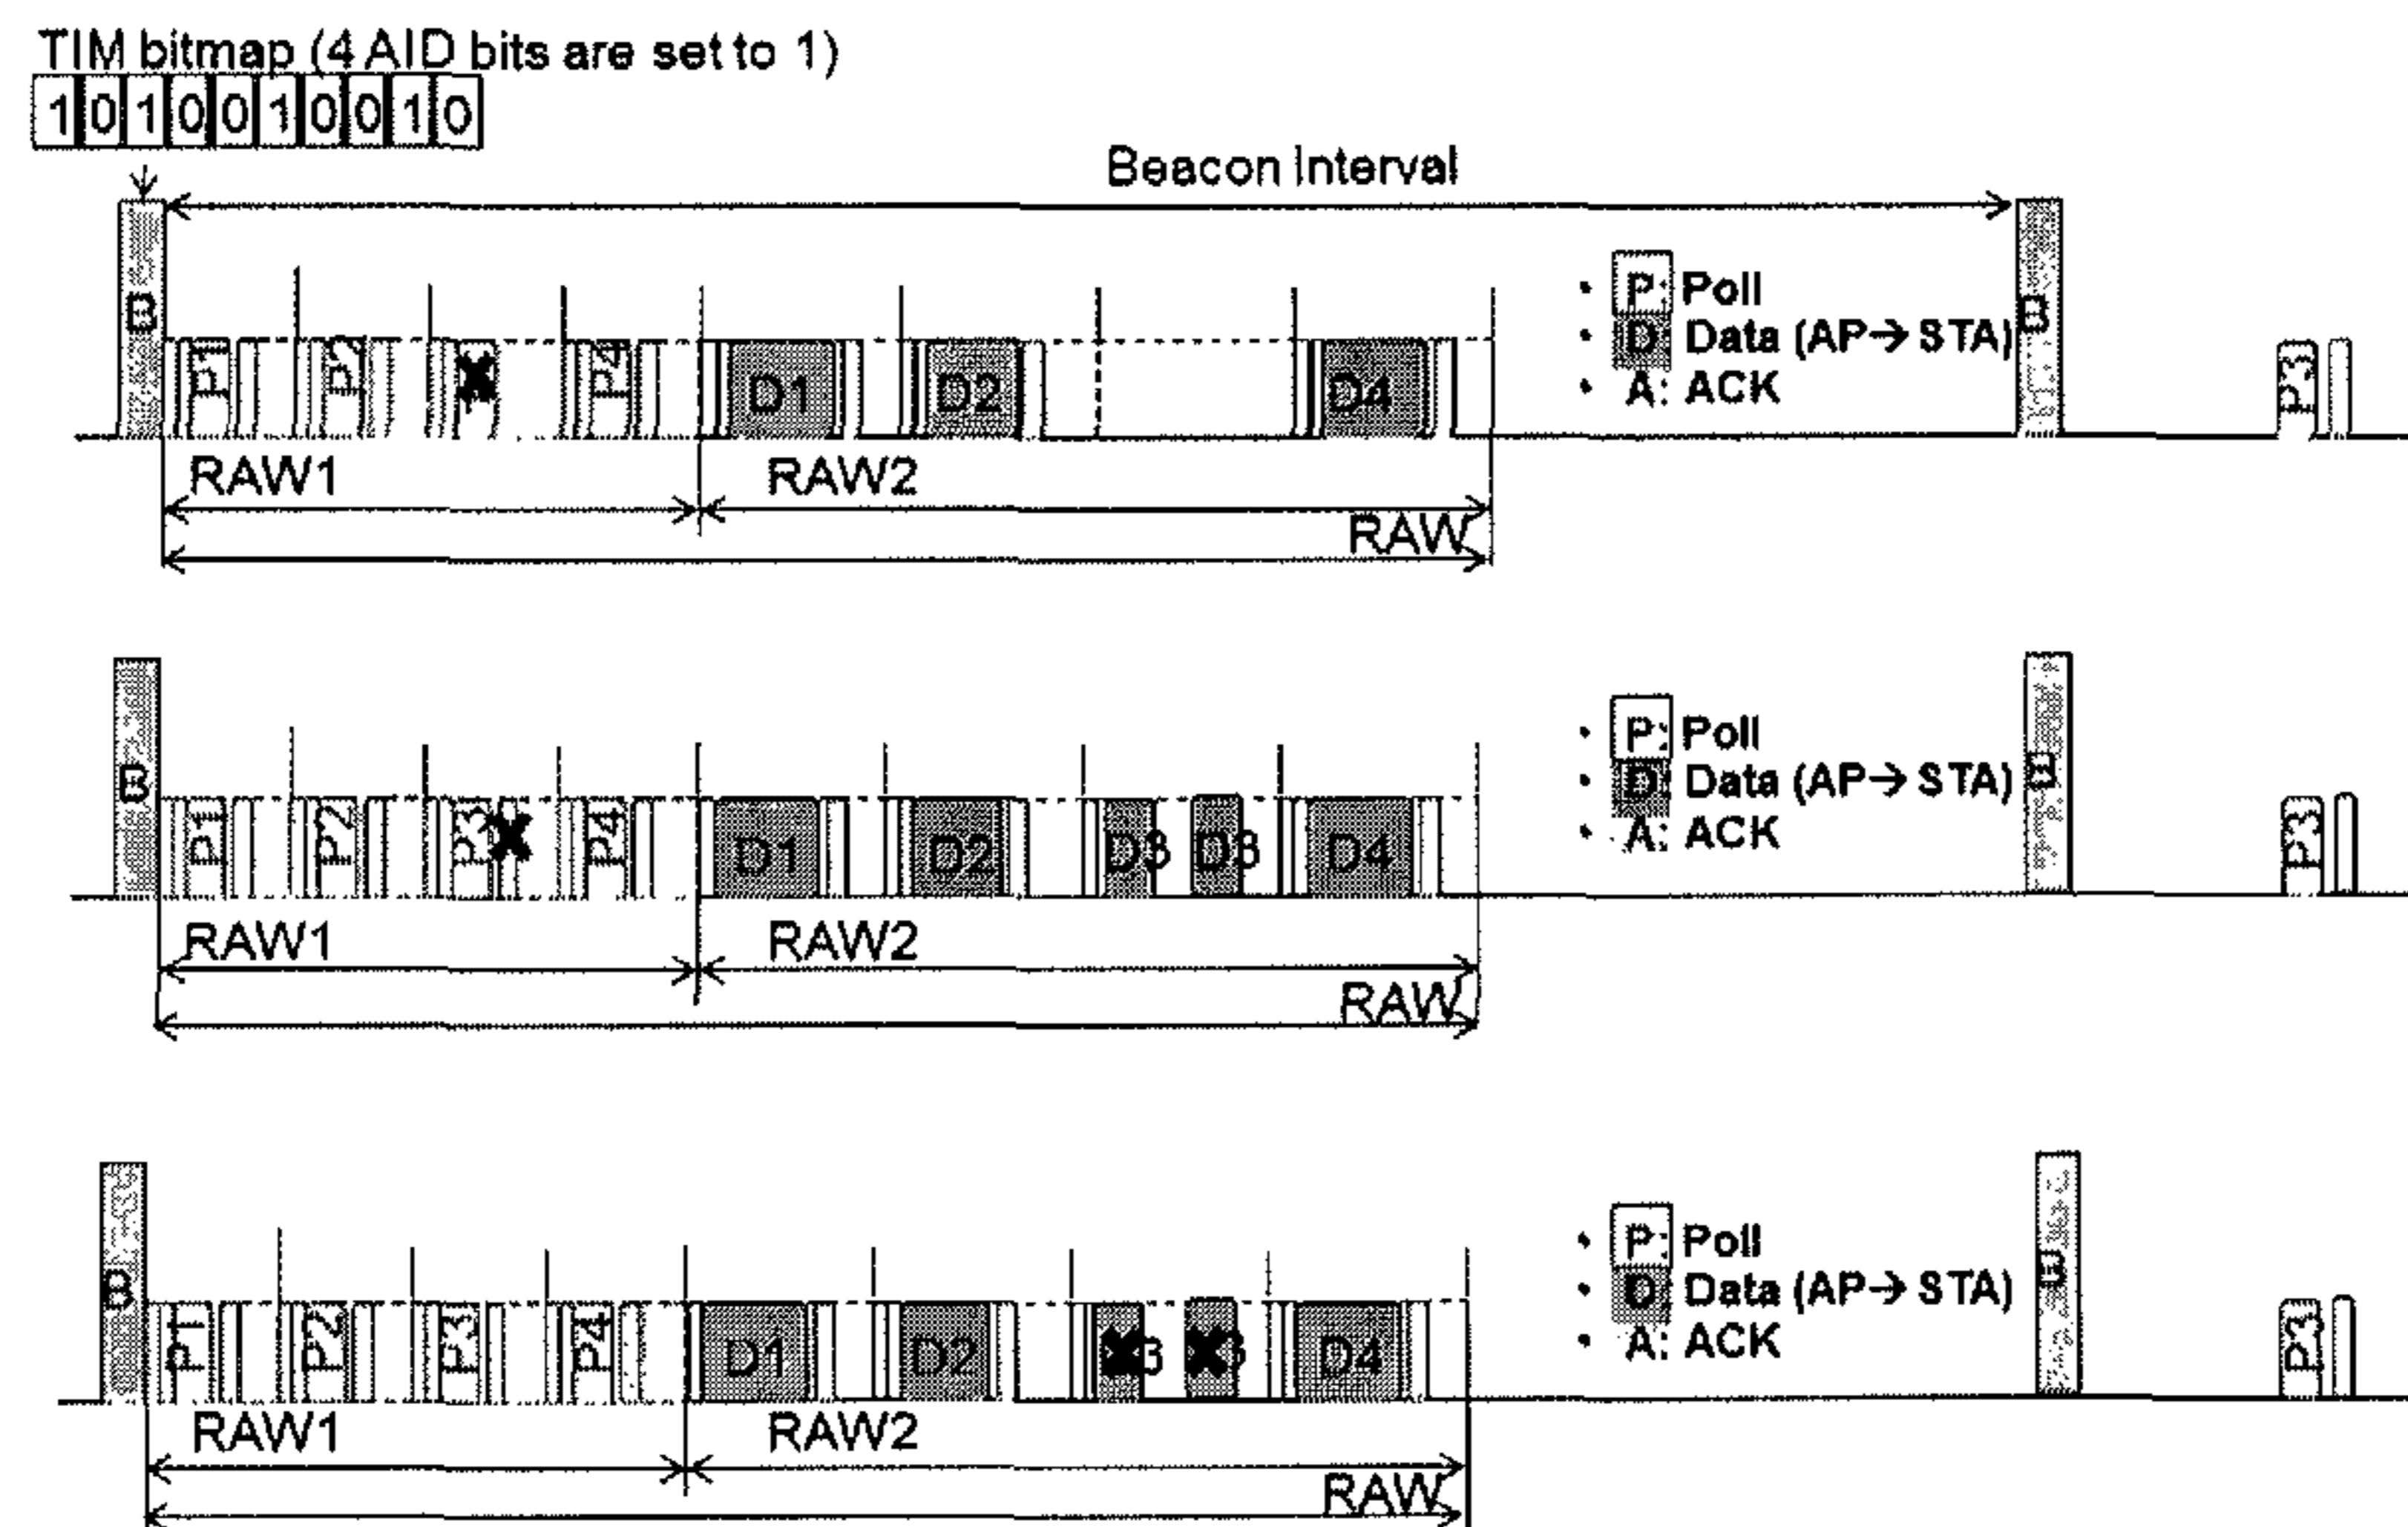 TIM bitmap (4 AID bits are set to 1)
1 0 1 0 0 1 0 0 1 0
Beacon Interval
B P1 P2 P4 D1 D2 D4 B P3
• P: Poll
• D: Data (AP→ STA)
• A: ACK
RAW1 RAW2
RAW
B P1 P2 P3 P4 D1 D2 D3 D3 D4 B P3
• P: Poll
• D: Data (AP→ STA)
• A: ACK
RAW1 RAW2
RAW
B P1 P2 P3 P4 D1 D2 3 D4 B P3
• P: Poll
• D: Data (AP→ STA)
• A: ACK
RAW1 RAW2
RAW